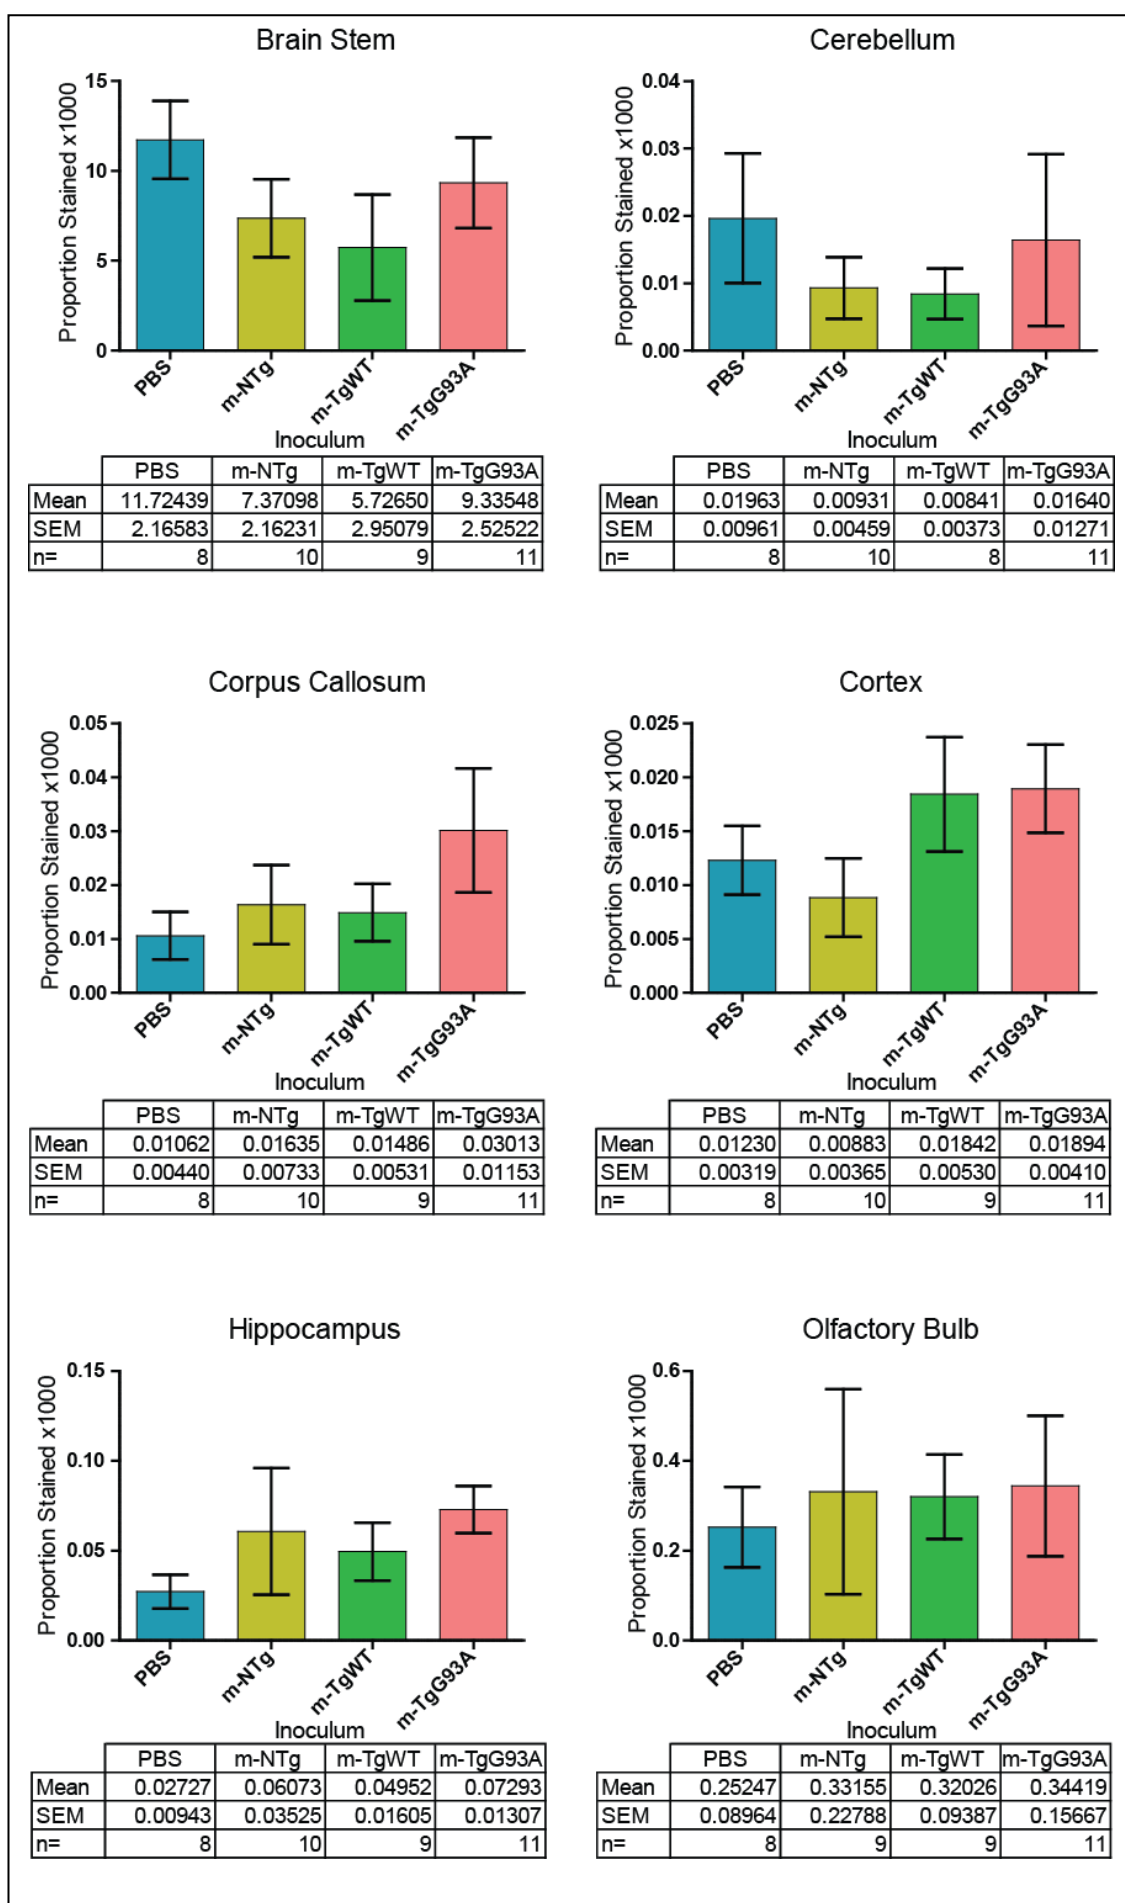 Brain Stem
Proportion Stained x1000
15
10
5
0
PBS
m-NTg
m-TgWT
m-TgG93A
Inoculum
PBS m-NTg m-TgWT m-TgG93A
Mean 11.72439 7.37098 5.72650 9.33548
SEM 2.16583 2.16231 2.95079 2.52522
n= 8 10 9 11
Cerebellum
Proportion Stained x1000
0.04
0.03
0.02
0.01
0.00
PBS
m-NTg
m-TgWT
m-TgG93A
Inoculum
PBS m-NTg m-TgWT m-TgG93A
Mean 0.01963 0.00931 0.00841 0.01640
SEM 0.00961 0.00459 0.00373 0.01271
n= 8 10 8 11
Corpus Callosum
Proportion Stained x1000
0.05
0.04
0.03
0.02
0.01
0.00
PBS
m-NTg
m-TgWT
m-TgG93A
Inoculum
PBS m-NTg m-TgWT m-TgG93A
Mean 0.01062 0.01635 0.01486 0.03013
SEM 0.00440 0.00733 0.00531 0.01153
n= 8 10 9 11
Cortex
Proportion Stained x1000
0.025
0.020
0.015
0.010
0.005
0.000
PBS
m-NTg
m-TgWT
m-TgG93A
Inoculum
PBS m-NTg m-TgWT m-TgG93A
Mean 0.01230 0.00883 0.01842 0.01894
SEM 0.00319 0.00365 0.00530 0.00410
n= 8 10 9 11
Hippocampus
Proportion Stained x1000
0.15
0.10
0.05
0.00
PBS
m-NTg
m-TgWT
m-TgG93A
Inoculum
PBS m-NTg m-TgWT m-TgG93A
Mean 0.02727 0.06073 0.04952 0.07293
SEM 0.00943 0.03525 0.01605 0.01307
n= 8 10 9 11
Olfactory Bulb
Proportion Stained x1000
0.6
0.4
0.2
0.0
PBS
m-NTg
m-TgWT
m-TgG93A
Inoculum
PBS m-NTg m-TgWT m-TgG93A
Mean 0.25247 0.33155 0.32026 0.34419
SEM 0.08964 0.22788 0.09387 0.15667
n= 8 9 9 11